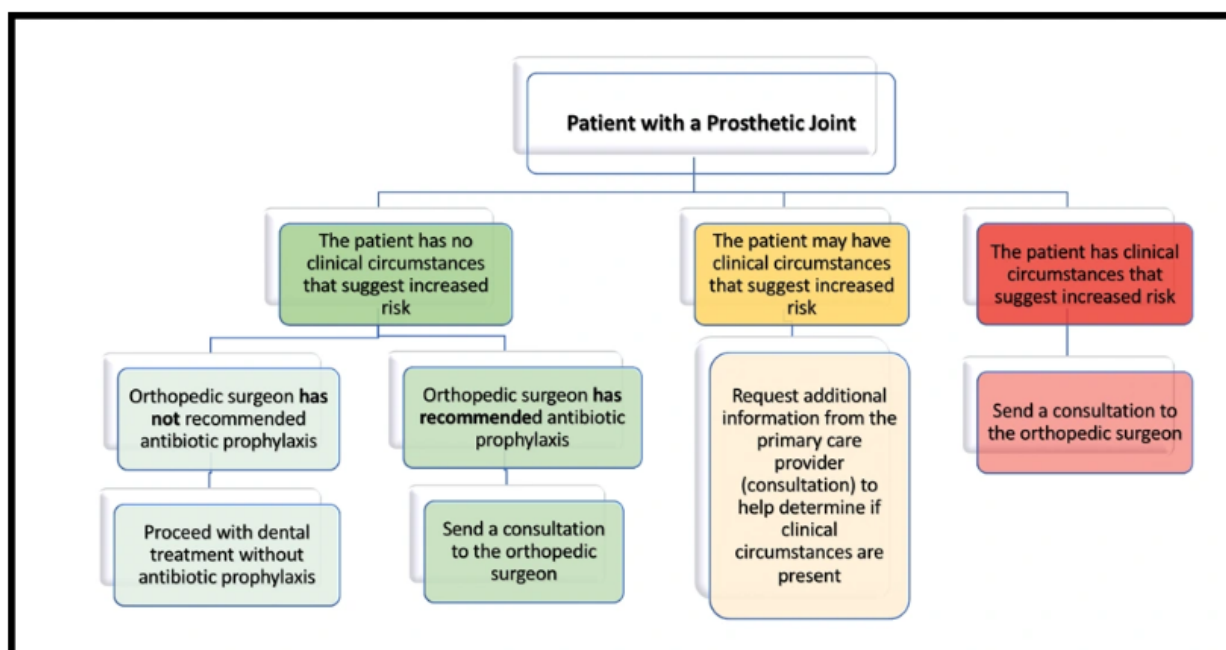 Patient with a Prosthetic Joint
The patient has no
clinical circumstances
that suggest increased
risk
The patient may have
clinical circumstances
that suggest increased
risk
The patient has clinical
circumstances that
suggest increased risk
Orthopedic surgeon has
not recommended
antibiotic prophylaxis
Orthopedic surgeon has
recommended antibiotic
prophylaxis
Request additional
information from the
primary care
provider
(consultation) to
help determine if
clinical
circumstances are
present
Send a consultation to
the orthopedic surgeon
Proceed with dental
treatment without
antibiotic prophylaxis
Send a consultation
to the orthopedic
surgeon